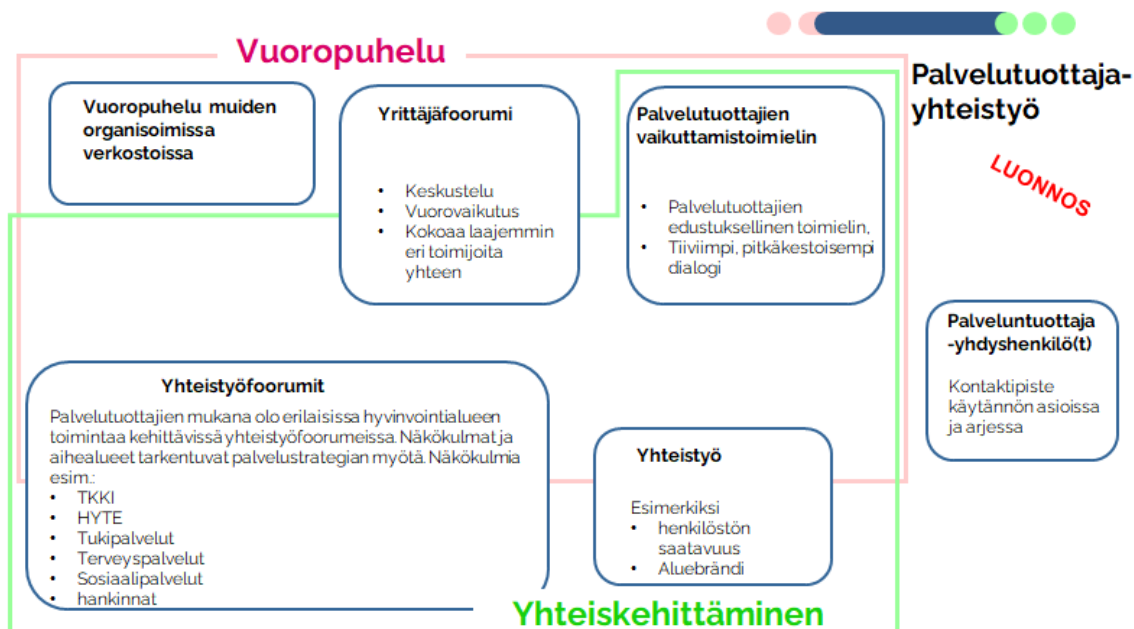 Vuoropuhelu
Palvelutuottaja-
yhteistyö
LUONNOS
Vuoropuhelu muiden
organisoimissa
verkostoissa
Yrittäjäfoorumi
• Keskustelu
• Vuorovaikutus
• Kokoaa laajemmin
eri toimijoita
yhteen
Palvelutuottajien
vaikuttamistoimielin
• Palvelutuottajien
edustuksellinen toimielin,
• Tiiviimpi, pitkäkestoisempi
dialogi
Palveluntuottaja
-yhdyshenkilö(t)
Kontaktipiste
käytännön asioissa
ja arjessa
Yhteistyöfoorumit
Palvelutuottajien mukana olo erilaisissa hyvinvointialueen
toimintaa kehittävissä yhteistyöfoorumeissa. Näkökulmat ja
aihealueet tarkentuvat palvelustrategian myötä. Näkökulmia
esim.:
• TKKI
• HYTE
• Tukipalvelut
• Terveyspalvelut
• Sosiaalipalvelut
• hankinnat
Yhteistyö
Esimerkiksi
• henkilöstön
saatavuus
• Aluebrändi
Yhteiskehittäminen